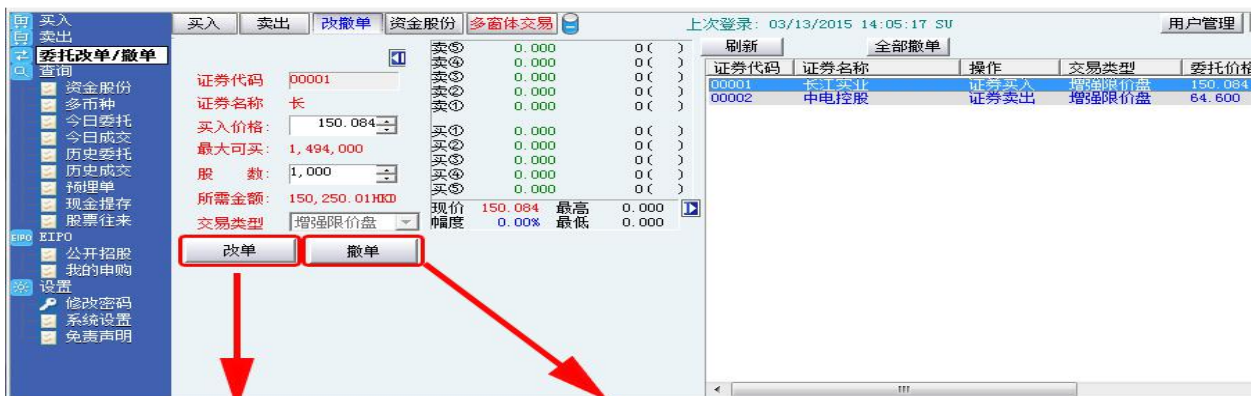 买入 卖出 改撤单 资金股份 多窗体交易 上次登录: 03/13/2015 14:05:17 SU 用户管理
买入
卖出
委托改单/撤单
查询
资金股份
多币种
今日委托
今日成交
历史委托
历史成交
预埋单
现金提存
股票往来
EIPO EIPO
公开招股
我的申购
设置
修改密码
系统设置
免责声明
证券代码 00001
证券名称 长
买入价格: 150.084
最大可买: 1,494,000
股 数: 1,000
所需金额: 150,250.01HKD
交易类型 增强限价盘
改单 撤单
卖⑤ 0.000 0( )
卖④ 0.000 0( )
卖③ 0.000 0( )
卖② 0.000 0( )
卖① 0.000 0( )
买① 0.000 0( )
买② 0.000 0( )
买③ 0.000 0( )
买④ 0.000 0( )
买⑤ 0.000 0( )
现价 150.084 最高 0.000
幅度 0.00% 最低 0.000
刷新 全部撤单
证券代码 证券名称 操作 交易类型 委托价格
00001 长江实业 证券买入 增强限价盘 150.084
00002 中电控股 证券卖出 增强限价盘 64.600